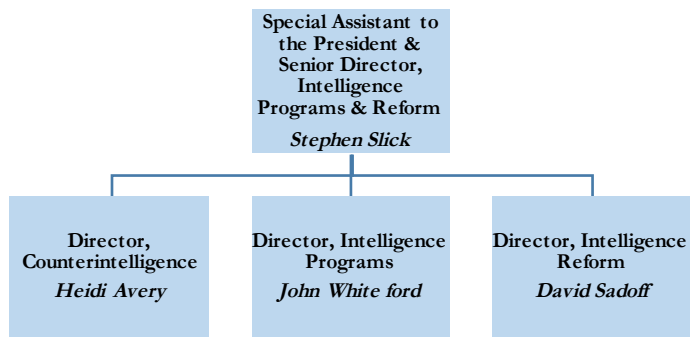 Special Assistant to
the President &
Senior Director,
Intelligence
Programs & Reform
Stephen Slick
Director,
Counterintelligence
Heidi Avery
Director, Intelligence
Programs
John White ford
Director, Intelligence
Reform
David Sadoff